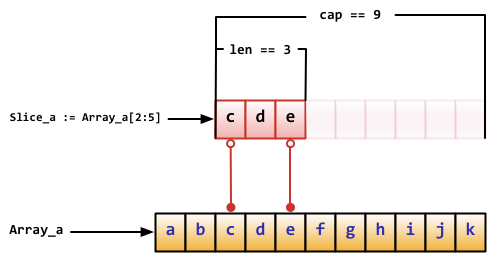 cap == 9
len == 3
Slice_a := Array_a[2:5] c d e
Array_a a b c d e f g h i j k